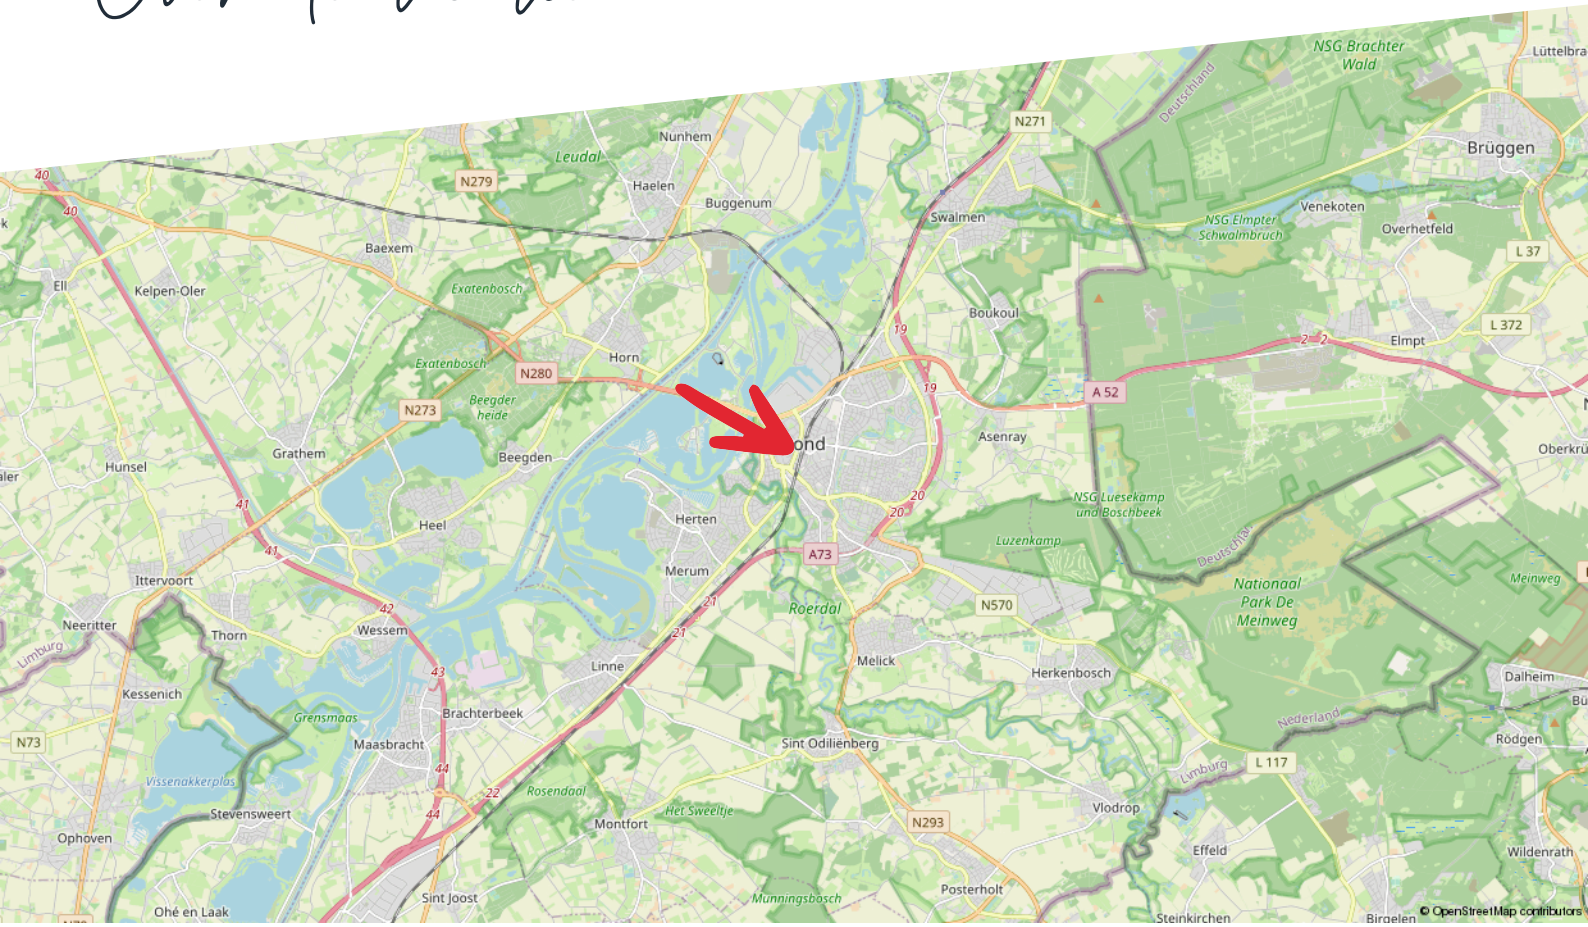 NSG Brachter
Wald
Lüttelbra
Deutschland
N271
Brüggen
Nunhem
Leudal
N279
Haelen
Buggenum
40
40
Swalmen
NSG Elmpter
Schwalmbruch
Venekoten
Overhetfeld
L 37
Baexem
Ell
Kelpen-Oler
Exatenbosch
Boukoul
19
L 372
2
2
Elmpt
Horn
Exatenbosch
N280
19
A 52
N273
Beegder
heide
ond
Asenray
Oberkrü
Grathem
Beegden
Hunsel
aler
41
20
20
NSG Luesekamp
und Boschbeek
Herten
Heel
Luzenkamp
Deutschlan
41
A73
Merum
Ittervoort
Meinweg
Nationaal
Park De
Meinweg
21
21
Roerdal
N570
42
Neeritter
Thorn
Wessem
Limburg
Melick
Linne
43
Herkenbosch
Dalheim
Kessenich
Brachterbeek
Grensmaas
Nederland
Bü
N73
Maasbracht
Sint Odiliënberg
Rödgen
Limburg
L 117
44
Vissenakkerplas
22
Rosendaal
Het Sweeltje
Vlodrop
44
Stevensweert
Montfort
N293
Ophoven
Effeld
Wildenrath
Posterholt
Sint Joost
Munningsbosch
Ohé en Laak
Steinkirchen
Birgelen
© OpenStreetMap contributors